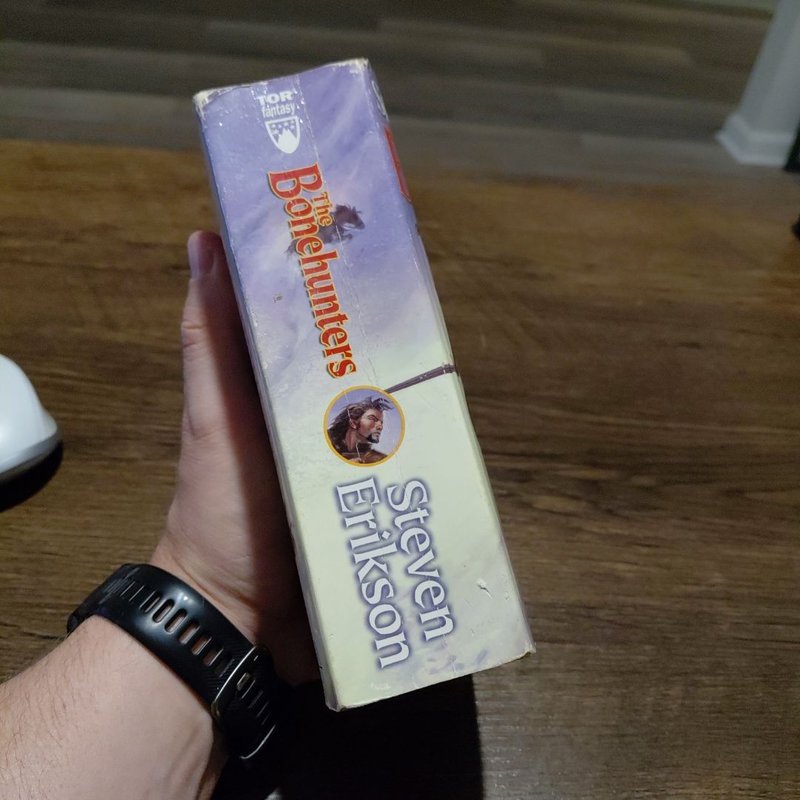 TOR
fantasy
The
Bonehunters
Steven
Erikson